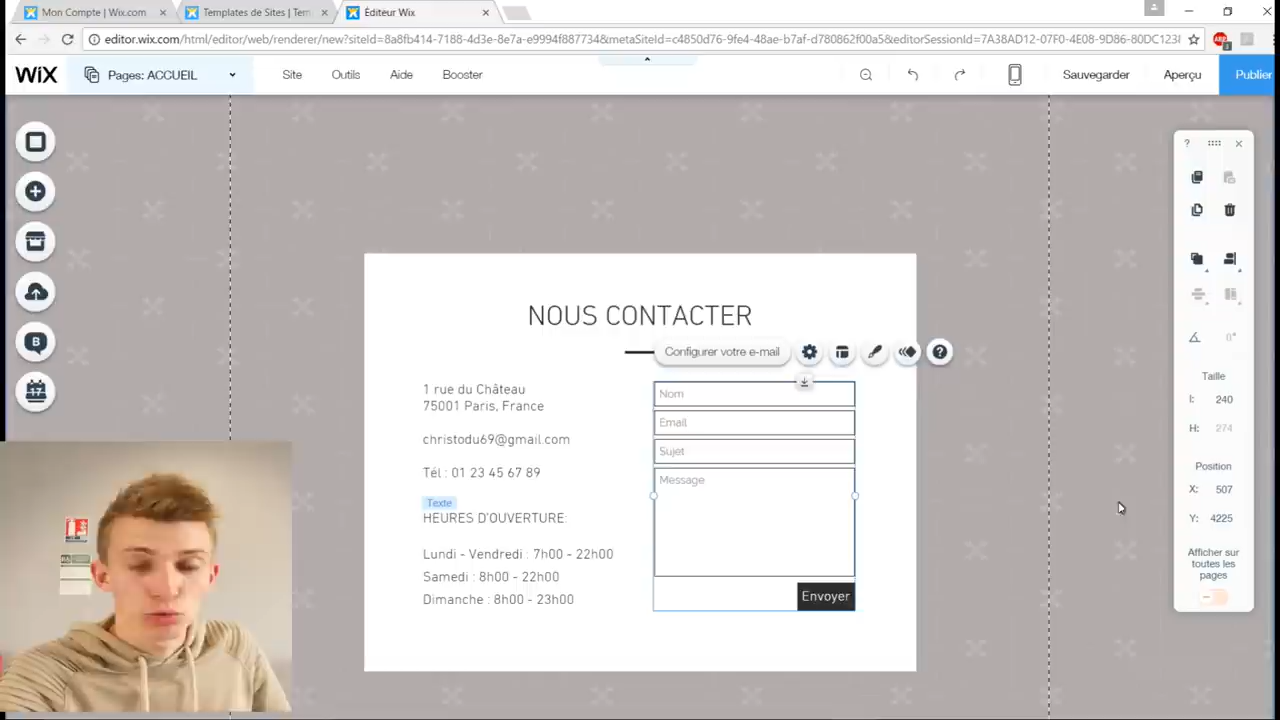 Mon Compte | Wix.com
Templates de Sites | Tem
Éditeur Wix
editor.wix.com/html/editor/web/renderer/new?siteId=8a8fb414-7188-4d3e-8e7a-e9994f887734&metaSiteId=c4850d76-9fe4-48ae-b7af-d780862f00a5&editorSessionId=7A38AD12-07F0-4E08-9D86-80DC123
WiX
Pages: ACCUEIL
Site
Outils
Aide
Booster
Sauvegarder
Aperçu
Publier
NOUS CONTACTER
Configurer votre e-mail
1 rue du Château
75001 Paris, France
christodu69@gmail.com
Tél : 01 23 45 67 89
Texte
HEURES D'OUVERTURE:
Lundi - Vendredi : 7h00 - 22h00
Samedi : 8h00 - 22h00
Dimanche : 8h00 - 23h00
Nom
Email
Sujet
Message
Envoyer
0°
Taille
l: 240
H: 274
Position
X: 507
Y: 4225
Afficher sur
toutes les
pages